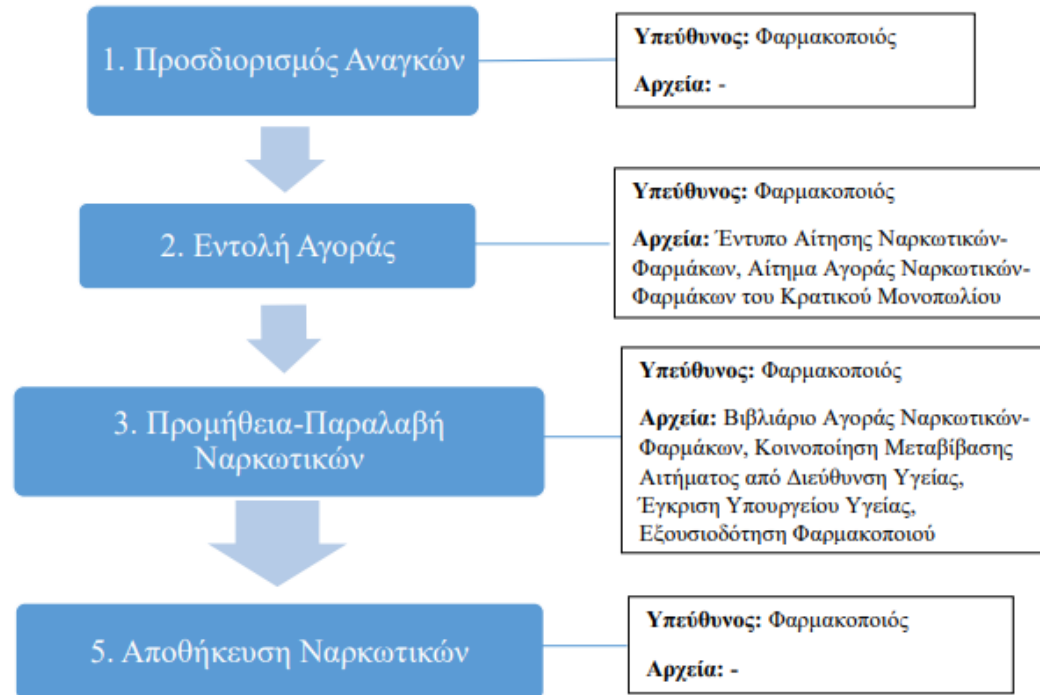 1. Προσδιορισμός Αναγκών
Υπεύθυνος: Φαρμακοποιός
Αρχεία: -
2. Εντολή Αγοράς
Υπεύθυνος: Φαρμακοποιός
Αρχεία: Έντυπο Αίτησης Ναρκωτικών-
Φαρμάκων, Αίτημα Αγοράς Ναρκωτικών-
Φαρμάκων του Κρατικού Μονοπωλίου
3. Προμήθεια-Παραλαβή
Ναρκωτικών
Υπεύθυνος: Φαρμακοποιός
Αρχεία: Βιβλιάριο Αγοράς Ναρκωτικών-
Φαρμάκων, Κοινοποίηση Μεταβίβασης
Αιτήματος από Διεύθυνση Υγείας,
Έγκριση Υπουργείου Υγείας,
Εξουσιοδότηση Φαρμακοποιού
5. Αποθήκευση Ναρκωτικών
Υπεύθυνος: Φαρμακοποιός
Αρχεία: -